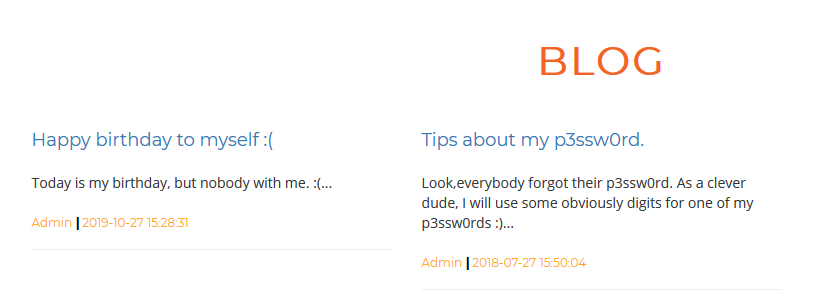 BLOG
Happy birthday to myself :(
Today is my birthday, but nobody with me. :(...
Admin | 2019-10-27 15:28:31
Tips about my p3ssw0rd.
Look,everybody forgot their p3ssw0rd. As a clever
dude, I will use some obviously digits for one of my
p3ssw0rds :)...
Admin | 2018-07-27 15:50:04